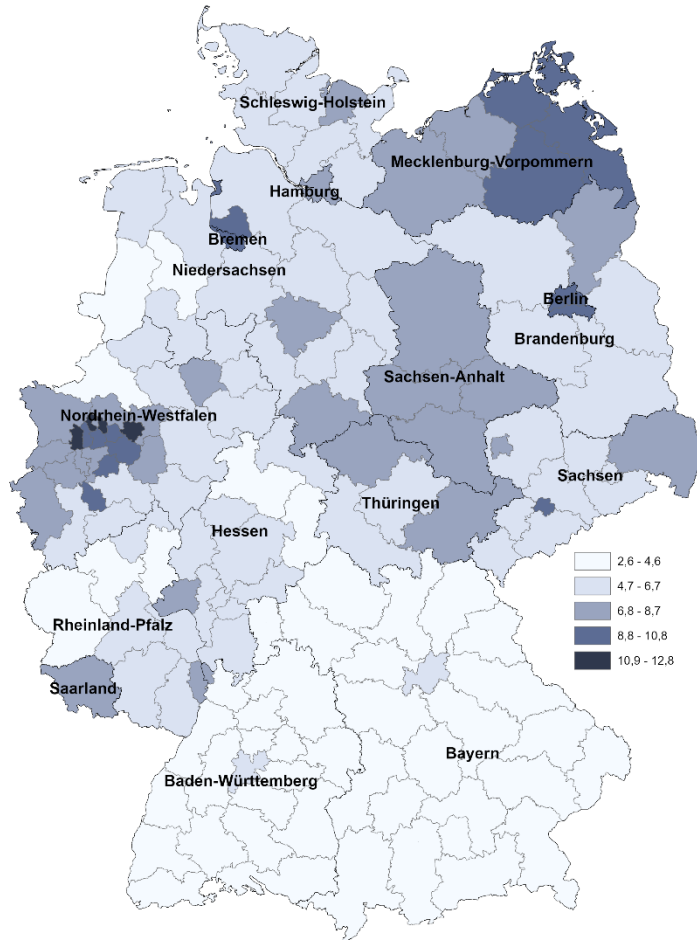 Schleswig-Holstein
Mecklenburg-Vorpommern
Hamburg
Bremen
Niedersachsen
Berlin
Brandenburg
Sachsen-Anhalt
Nordrhein-Westfalen
Sachsen
Thüringen
Hessen
Rheinland-Pfalz
Saarland
Bayern
Baden-Württemberg
2,6 - 4,6
4,7 - 6,7
6,8 - 8,7
8,8 - 10,8
10,9 - 12,8